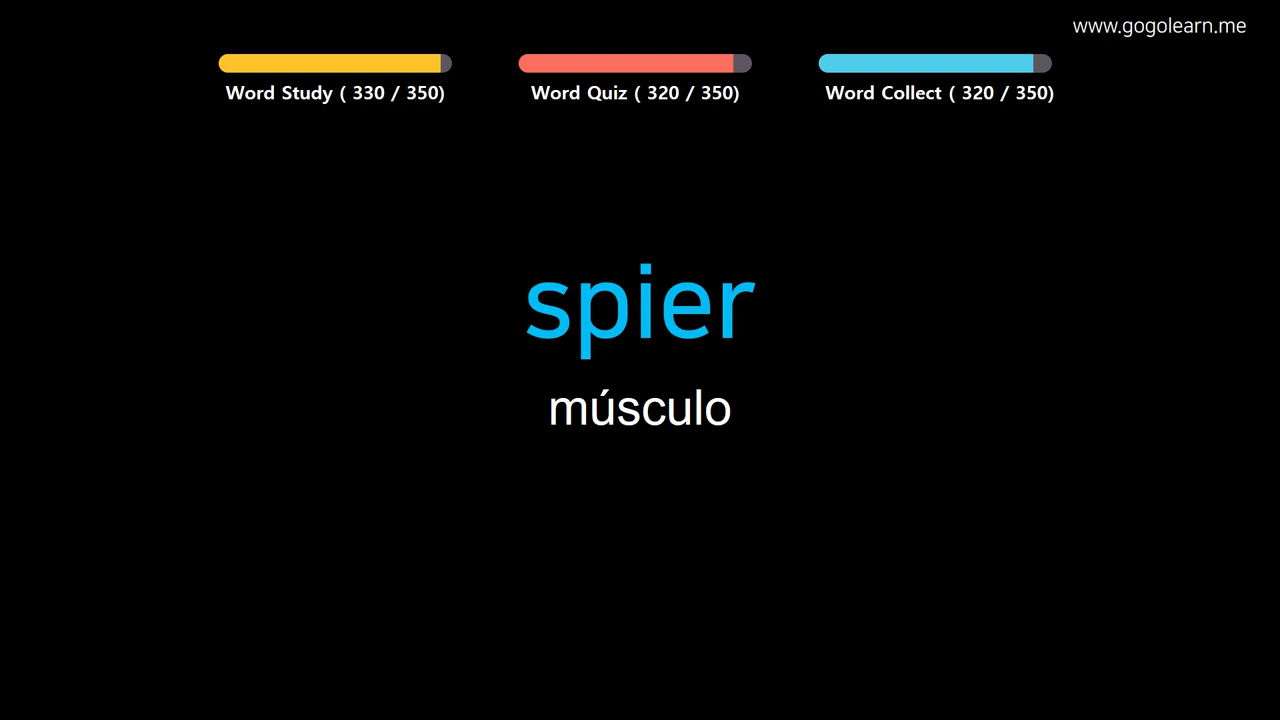 www.gogolearn.me
Word Study ( 330 / 350)
Word Quiz ( 320 / 350)
Word Collect ( 320 / 350)
spier
músculo